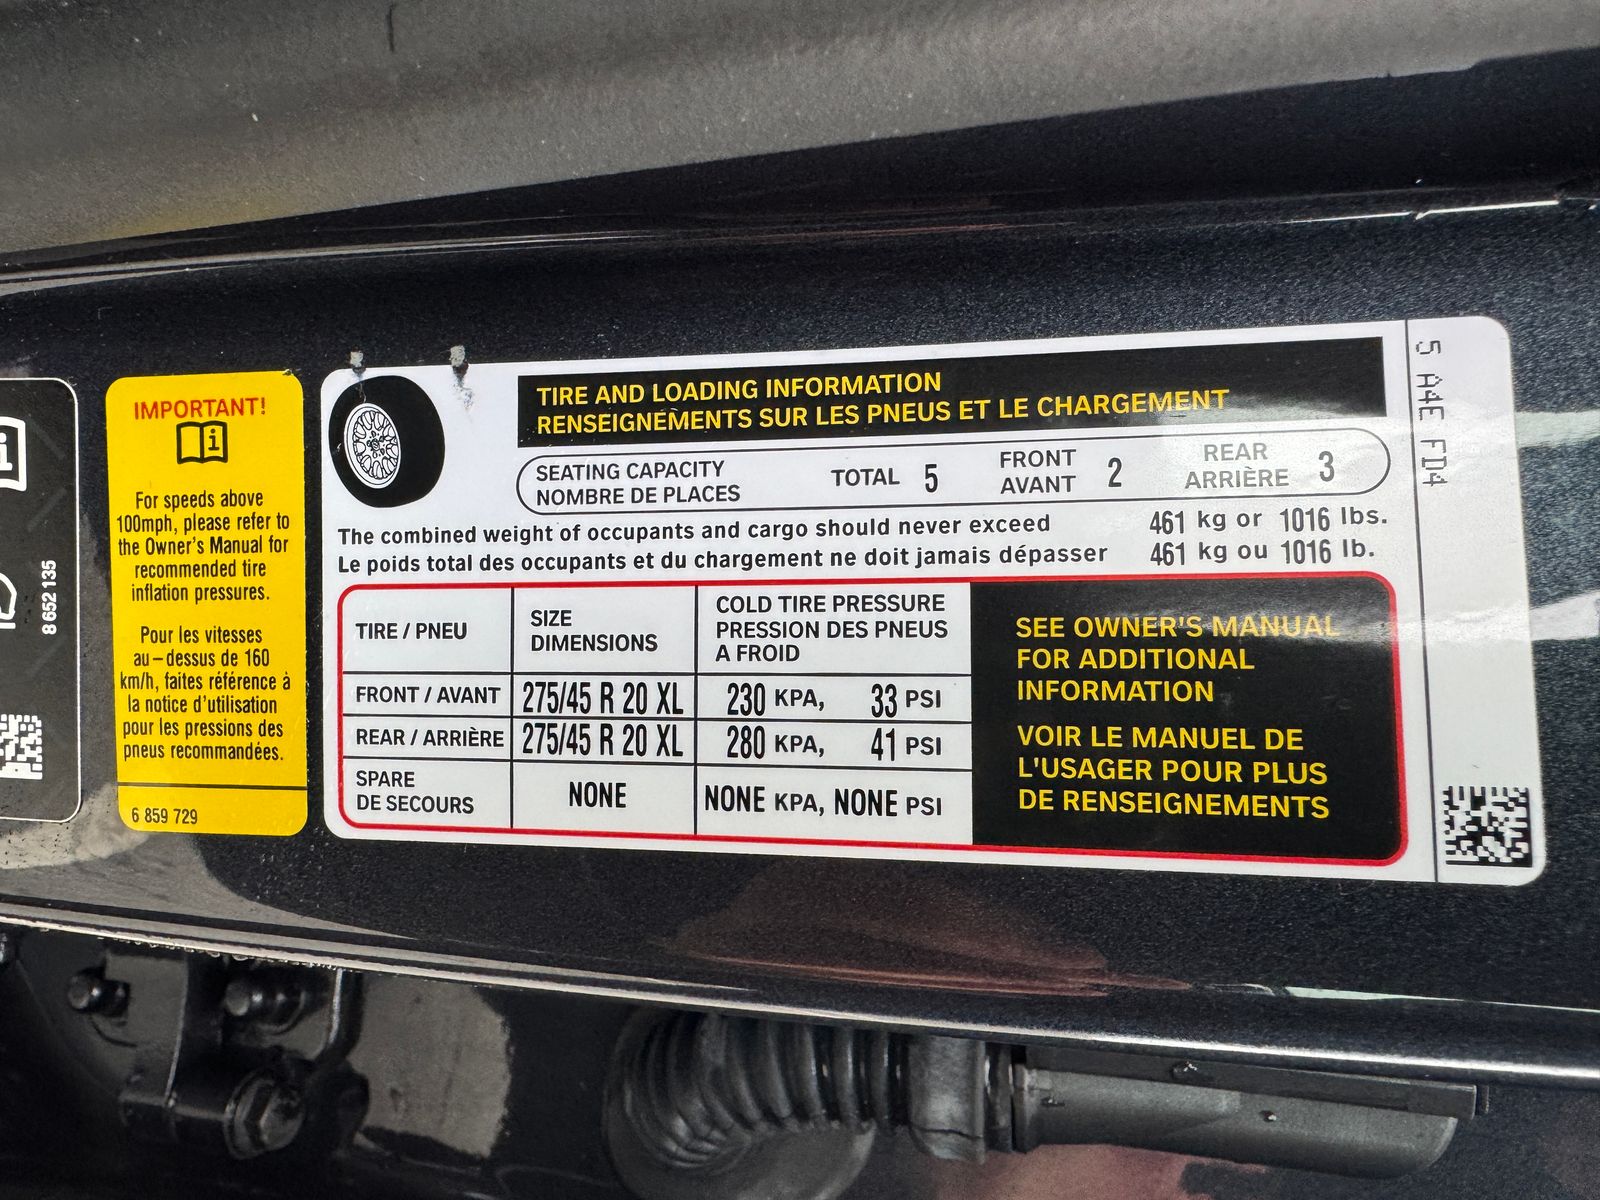 8 652 135
IMPORTANT!
For speeds above
100mph, please refer to
the Owner's Manual for
recommended tire
inflation pressures.
Pour les vitesses
au-dessus de 160
km/h, faites référence à
la notice d'utilisation
pour les pressions des
pneus recommandées.
6 859 729
TIRE AND LOADING INFORMATION
RENSEIGNEMENTS SUR LES PNEUS ET LE CHARGEMENT
SEATING CAPACITY
NOMBRE DE PLACES
TOTAL 5
FRONT
AVANT 2
REAR
ARRIÈRE 3
The combined weight of occupants and cargo should never exceed 461 kg or 1016 lbs.
Le poids total des occupants et du chargement ne doit jamais dépasser 461 kg ou 1016 lb.
TIRE / PNEU
SIZE
DIMENSIONS
COLD TIRE PRESSURE
PRESSION DES PNEUS
A FROID
FRONT / AVANT 275/45 R 20 XL 230 KPA, 33 PSI
REAR / ARRIÈRE 275/45 R 20 XL 280 KPA, 41 PSI
SPARE
DE SECOURS
NONE NONE KPA, NONE PSI
SEE OWNER'S MANUAL
FOR ADDITIONAL
INFORMATION
VOIR LE MANUEL DE
L'USAGER POUR PLUS
DE RENSEIGNEMENTS
5 A4E FD4